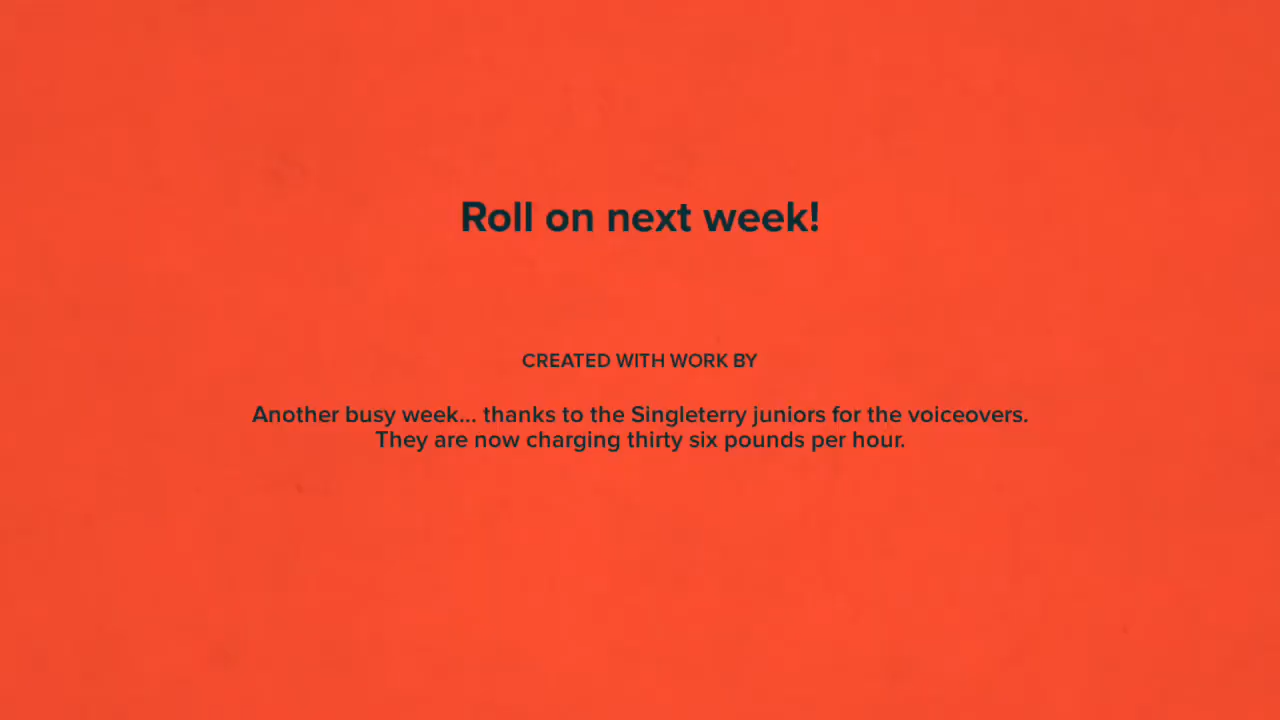 Roll on next week!
CREATED WITH WORK BY
Another busy week... thanks to the Singleterry juniors for the voiceovers.
They are now charging thirty six pounds per hour.